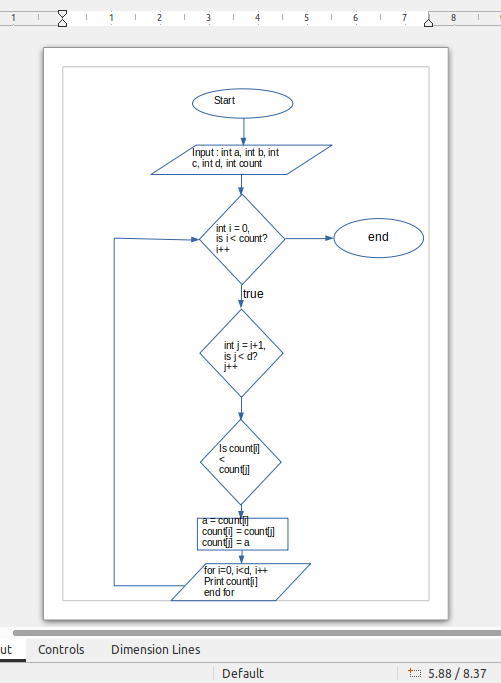 1 1 2 3 4 5 6 7 8
Start
Input : int a, int b, int
c, int d, int count
int i = 0,
is i < count?
i++
end
true
int j = i+1,
is j < d?
j++
Is count[i]
<
count[j]
a = count[i]
count[i] = count[j]
count[j] = a
for i=0, i<d, i++
Print count[i]
end for
ut Controls Dimension Lines
Default 5.88 / 8.37